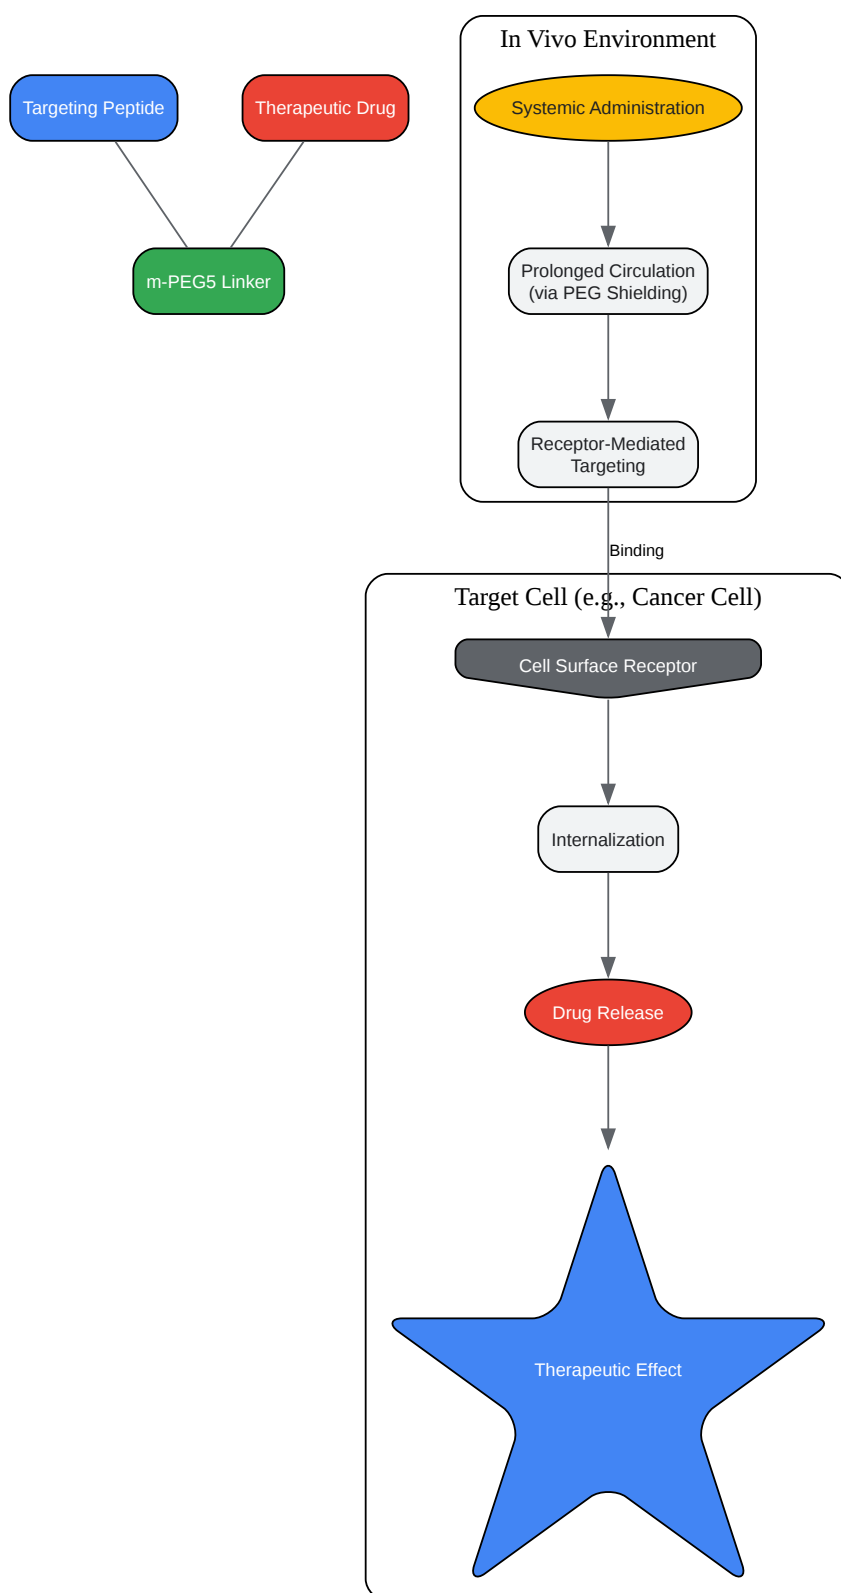 In Vivo Environment
Targeting Peptide
Therapeutic Drug
Systemic Administration
m-PEG5 Linker
Prolonged Circulation
(via PEG Shielding)
Receptor-Mediated
Targeting
Binding
Target Cell (e.g., Cancer Cell)
Cell Surface Receptor
Internalization
Drug Release
Therapeutic Effect